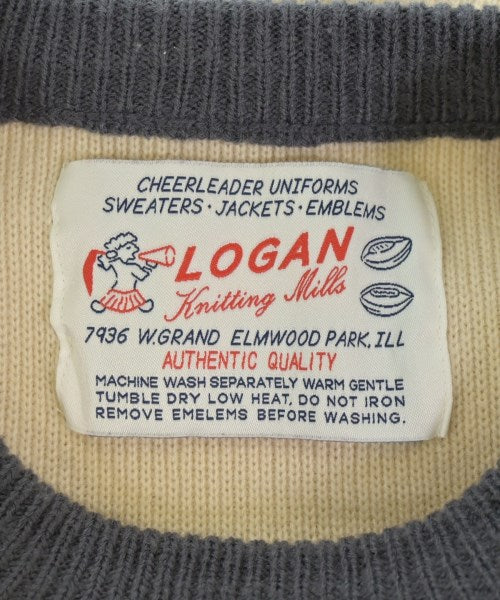 CHEERLEADER UNIFORMS
SWEATERS · JACKETS · EMBLEMS
LOGAN
Knitting Mills
7936 W.GRAND ELMWOOD PARK, ILL
AUTHENTIC QUALITY
MACHINE WASH SEPARATELY WARM GENTLE
TUMBLE DRY LOW HEAT. DO NOT IRON
REMOVE EMELEMS BEFORE WASHING.